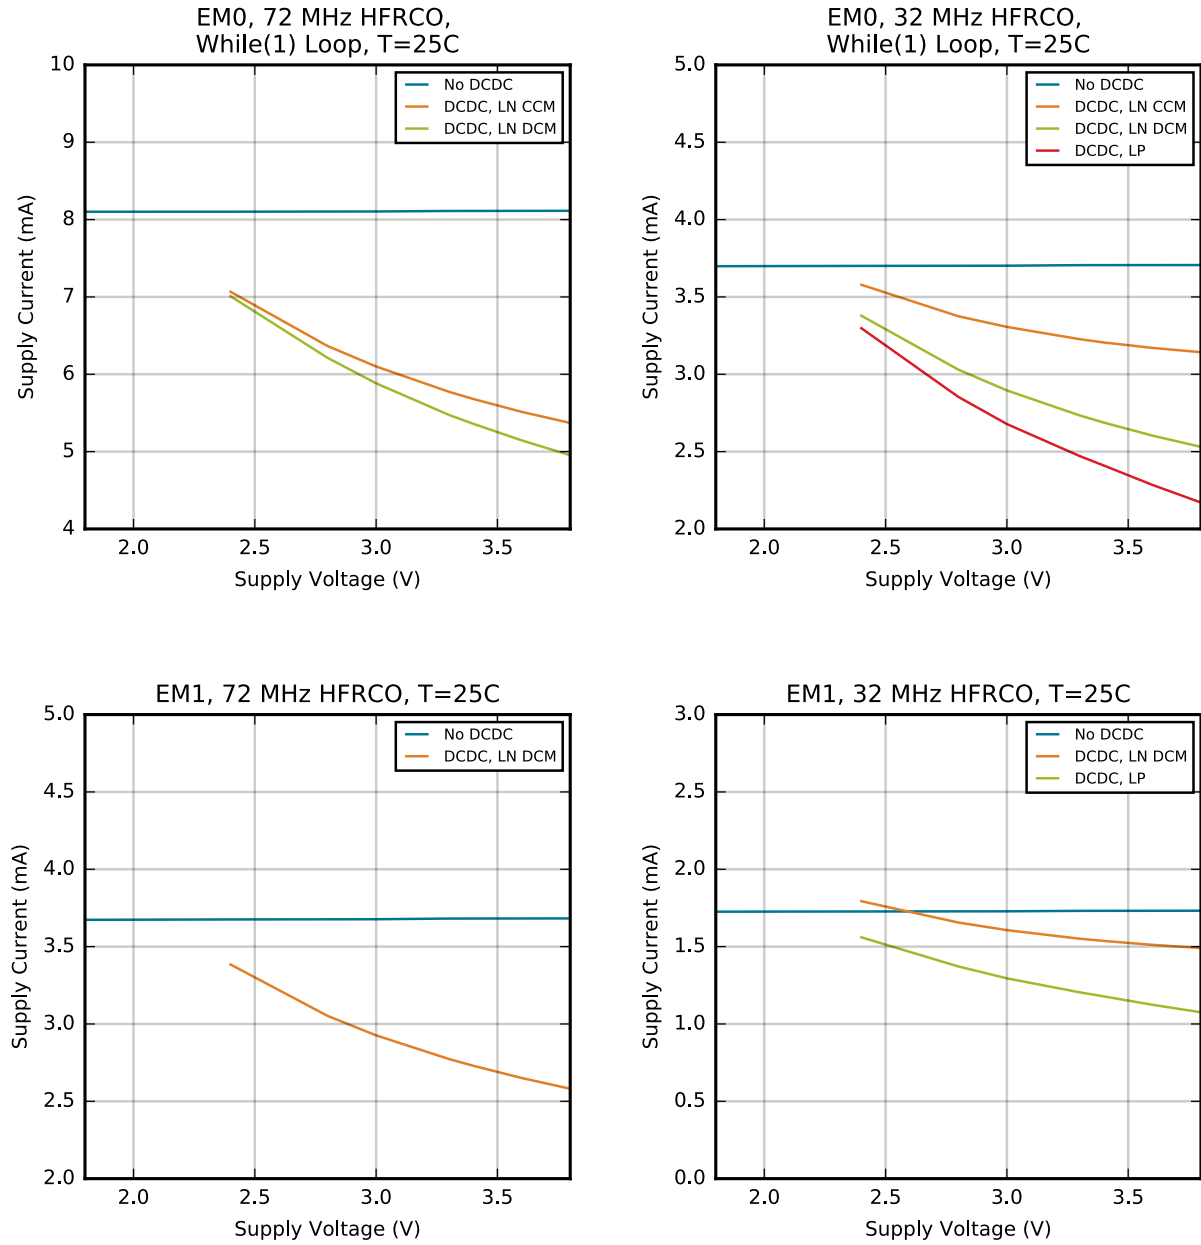 EM0, 72 MHz HFRCO,
While(1) Loop, T=25C
10
9
8
7
6
5
4
Supply Current (mA)
No DCDC
DCDC, LN CCM
DCDC, LN DCM
2.0 2.5 3.0 3.5
Supply Voltage (V)
EM0, 32 MHz HFRCO,
While(1) Loop, T=25C
5.0
4.5
4.0
3.5
3.0
2.5
2.0
Supply Current (mA)
No DCDC
DCDC, LN CCM
DCDC, LN DCM
DCDC, LP
2.0 2.5 3.0 3.5
Supply Voltage (V)
EM1, 72 MHz HFRCO, T=25C
5.0
4.5
4.0
3.5
3.0
2.5
2.0
Supply Current (mA)
No DCDC
DCDC, LN DCM
2.0 2.5 3.0 3.5
Supply Voltage (V)
EM1, 32 MHz HFRCO, T=25C
3.0
2.5
2.0
1.5
1.0
0.5
0.0
Supply Current (mA)
No DCDC
DCDC, LN DCM
DCDC, LP
2.0 2.5 3.0 3.5
Supply Voltage (V)